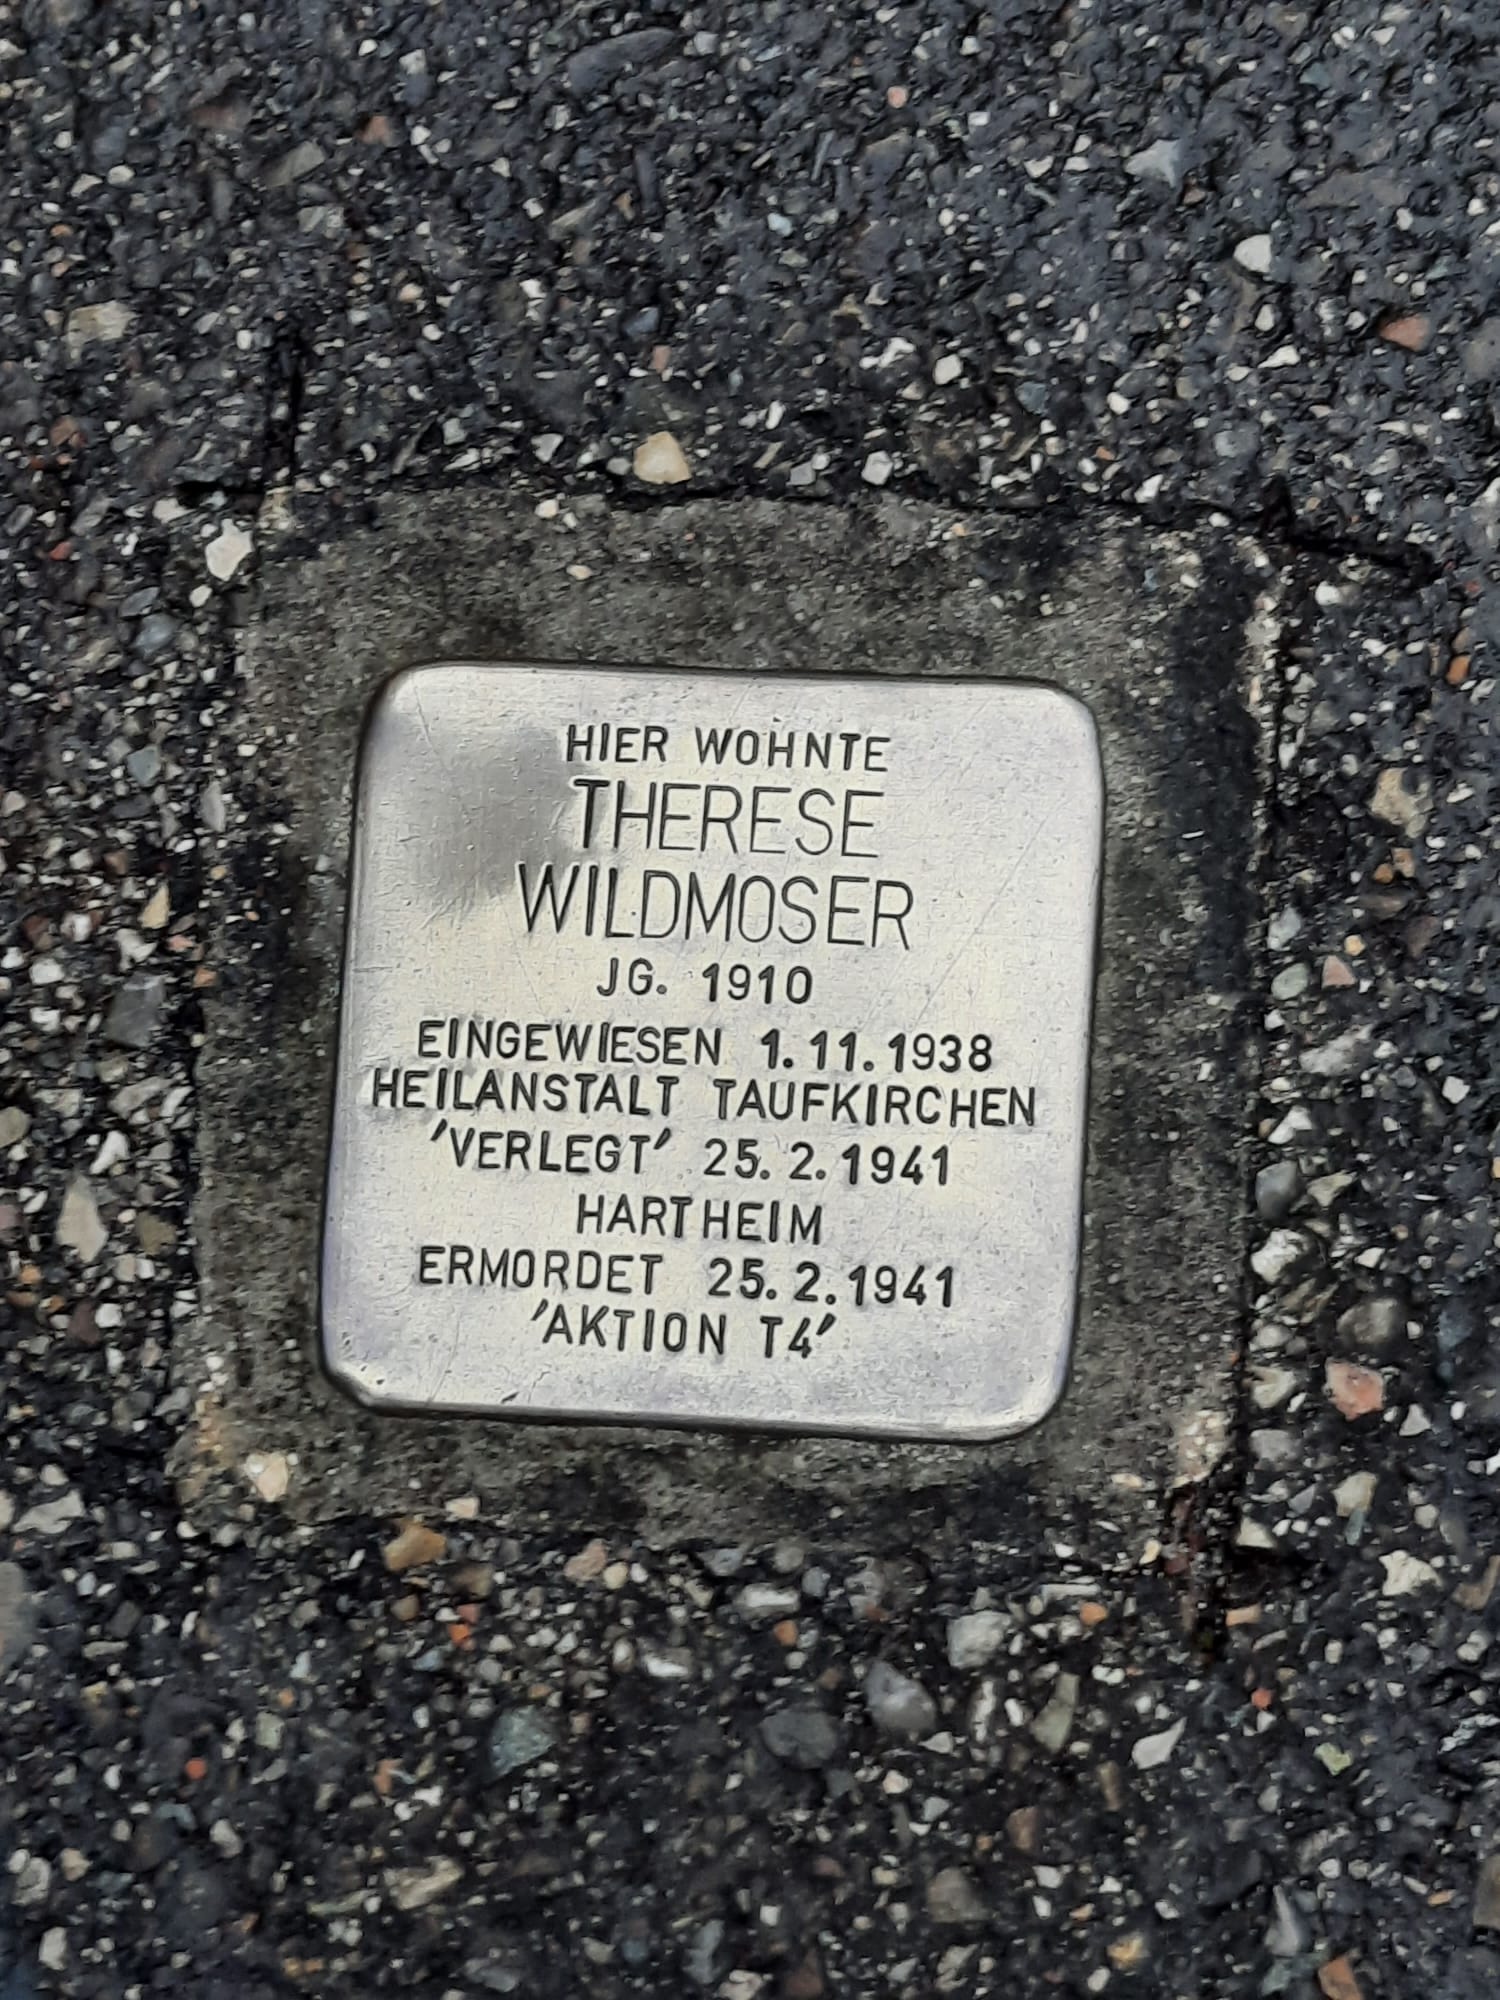 HIER WOHNTE
THERESE
WILDMOSER
JG. 1910
EINGEWIESEN 1.11.1938
HEILANSTALT TAUFKIRCHEN
'VERLEGT' 25.2.1941
HARTHEIM
ERMORDET 25.2.1941
'AKTION T4'